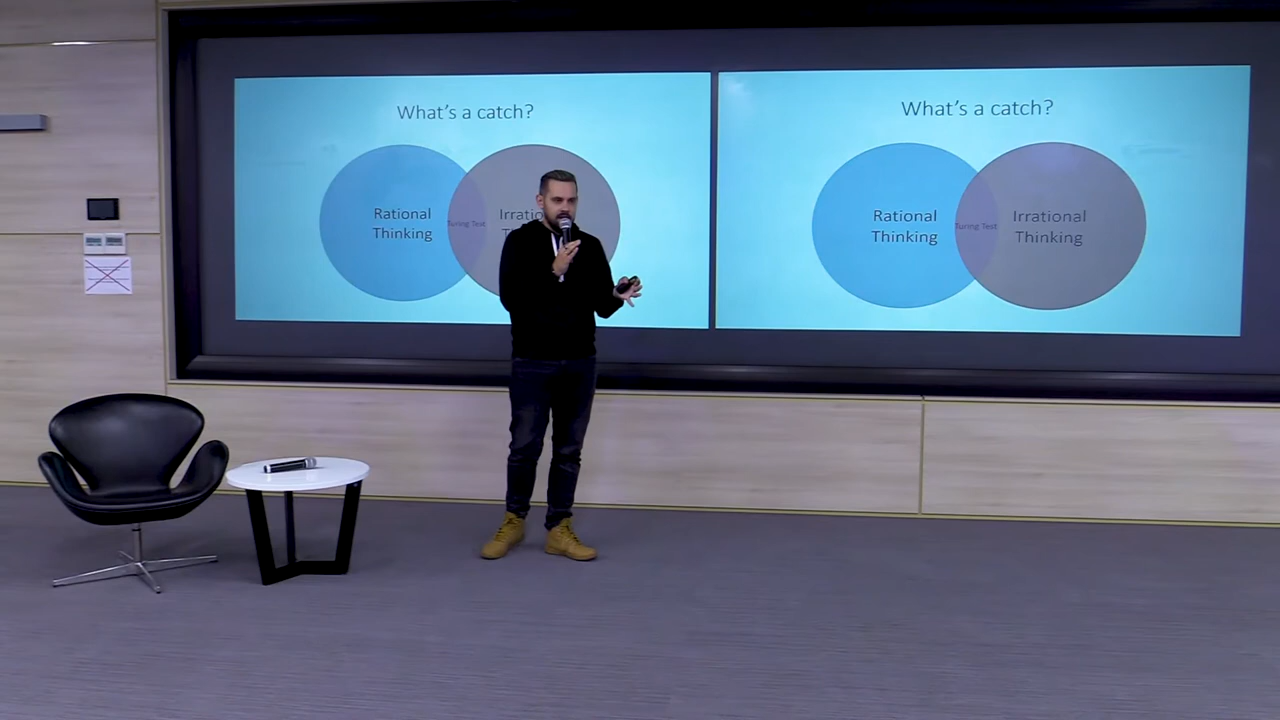 What's a catch?
Rational
Thinking
Turing Test
What's a catch?
Rational
Thinking
Turing Test
Irrational
Thinking